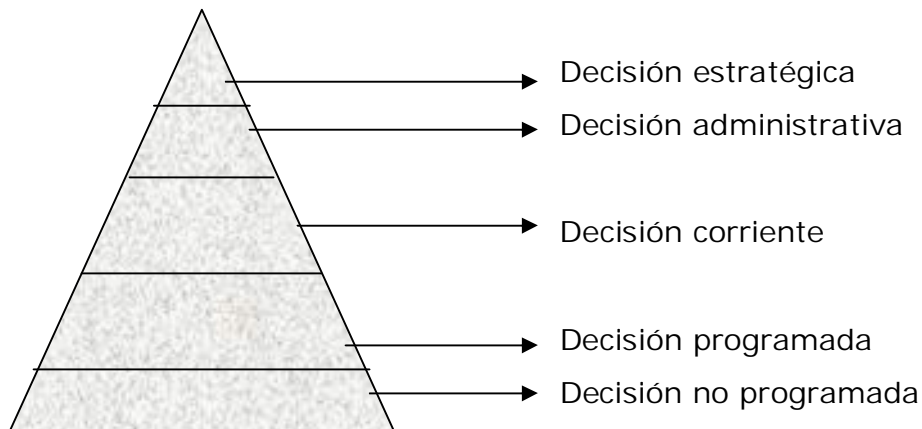 Decisión estratégica
Decisión administrativa
Decisión corriente
Decisión programada
Decisión no programada